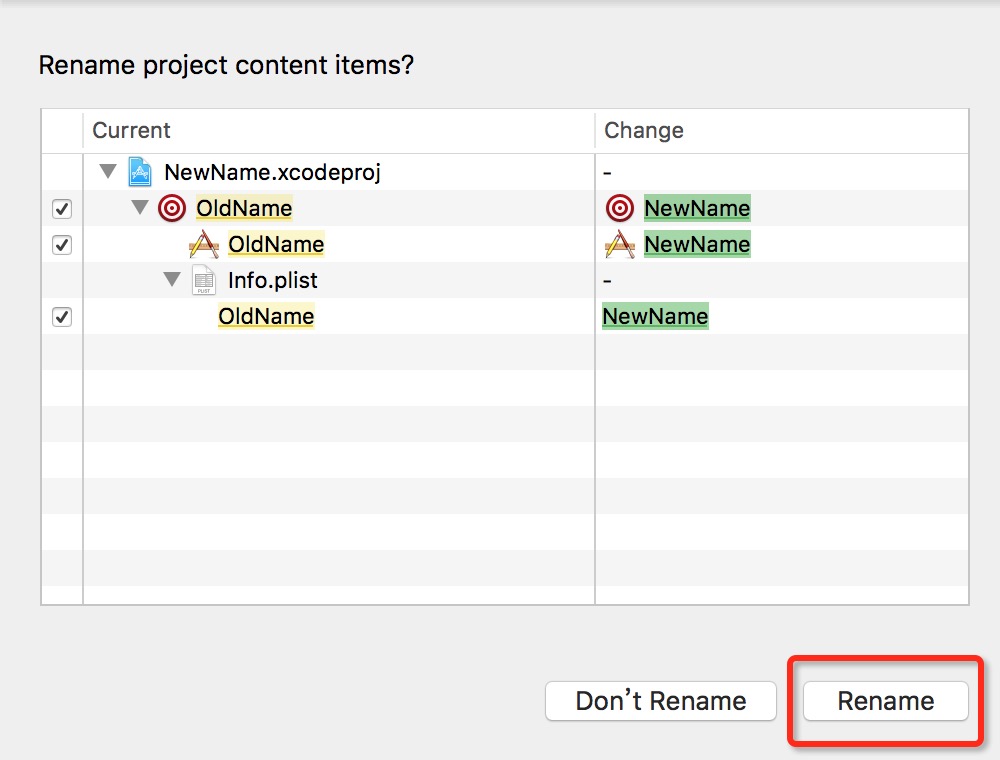 Rename project content items?
Current Change
NewName.xcodeproj -
OldName NewName
OldName NewName
Info.plist -
OldName NewName
Don’t Rename Rename